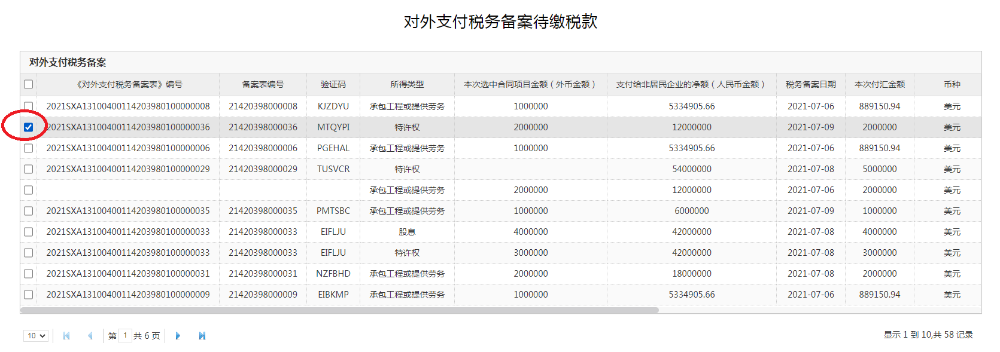 对外支付税务备案待缴税款
对外支付税务备案
《对外支付税务备案表》编号 备案表编号 验证码 所得类型 本次选中合同项目金额（外币金额） 支付给非居民企业的净额（人民币金额） 税务备案日期 本次付汇金额 币种
2021SXA13100400114203980100000008 21420398000008 KJZDYU 承包工程或提供劳务 1000000 5334905.66 2021-07-06 889150.94 美元
2021SXA13100400114203980100000036 21420398000036 MTQYPI 特许权 2000000 12000000 2021-07-09 2000000 美元
2021SXA13100400114203980100000006 21420398000006 PGEHAL 承包工程或提供劳务 1000000 5334905.66 2021-07-06 889150.94 美元
2021SXA13100400114203980100000029 21420398000029 TUSVCR 特许权 54000000 2021-07-08 5000000 美元
承包工程或提供劳务 2000000 12000000 2021-07-06 2000000 美元
2021SXA13100400114203980100000035 21420398000035 PMTSBC 承包工程或提供劳务 1000000 6000000 2021-07-09 1000000 美元
2021SXA13100400114203980100000033 21420398000033 EIFLJU 股息 4000000 42000000 2021-07-08 4000000 美元
2021SXA13100400114203980100000033 21420398000033 EIFLJU 特许权 3000000 42000000 2021-07-08 3000000 美元
2021SXA13100400114203980100000031 21420398000031 NZFBHD 承包工程或提供劳务 2000000 18000000 2021-07-08 2000000 美元
2021SXA13100400114203980100000009 21420398000009 EIBKMP 承包工程或提供劳务 1000000 5334905.66 2021-07-06 889150.94 美元
10 第 1 共 6 页 显示 1 到 10,共 58 记录